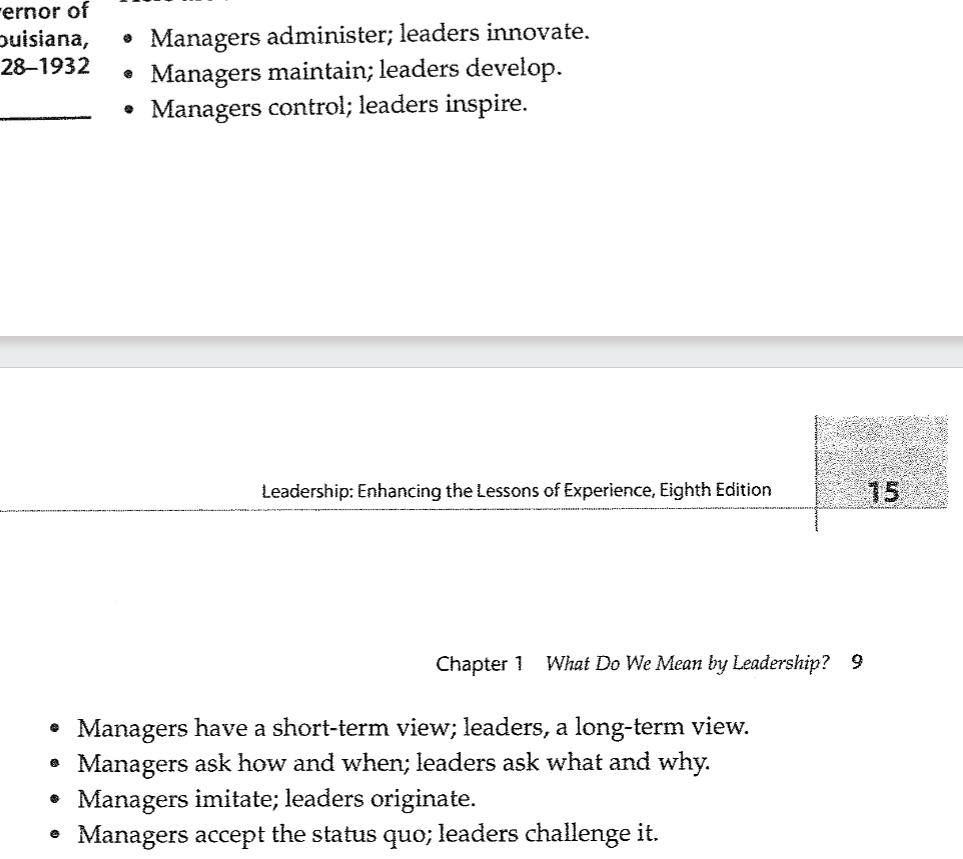 ernor of
ouisiana,
28–1932
• Managers administer; leaders innovate.
• Managers maintain; leaders develop.
• Managers control; leaders inspire.
Leadership: Enhancing the Lessons of Experience, Eighth Edition
15
Chapter 1 What Do We Mean by Leadership? 9
• Managers have a short-term view; leaders, a long-term view.
• Managers ask how and when; leaders ask what and why.
• Managers imitate; leaders originate.
• Managers accept the status quo; leaders challenge it.